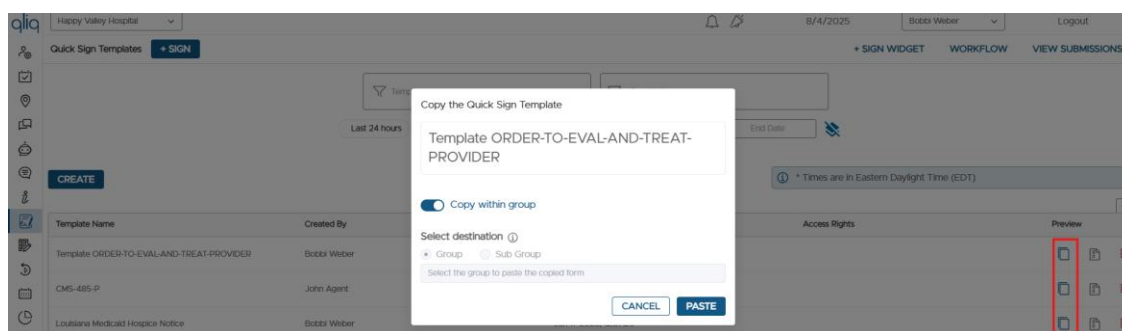 qliq
Happy Valley Hospital
8/4/2025
Bobbi Weber
Logout
Quick Sign Templates
+ SIGN
+ SIGN WIDGET
WORKFLOW
VIEW SUBMISSIONS
Copy the Quick Sign Template
Last 24 hours
Template ORDER-TO-EVAL-AND-TREAT-
PROVIDER
End Date
CREATE
* Times are in Eastern Daylight Time (EDT)
Copy within group
Template Name
Created By
Access Rights
Preview
Select destination
Group
Sub Group
Select the group to paste the copied form
Template ORDER-TO-EVAL-AND-TREAT-PROVIDER
Bobbi Weber
CMS-485-P
John Agent
CANCEL
PASTE
Louisiana Medicaid Hospice Notice
Bobbi Weber